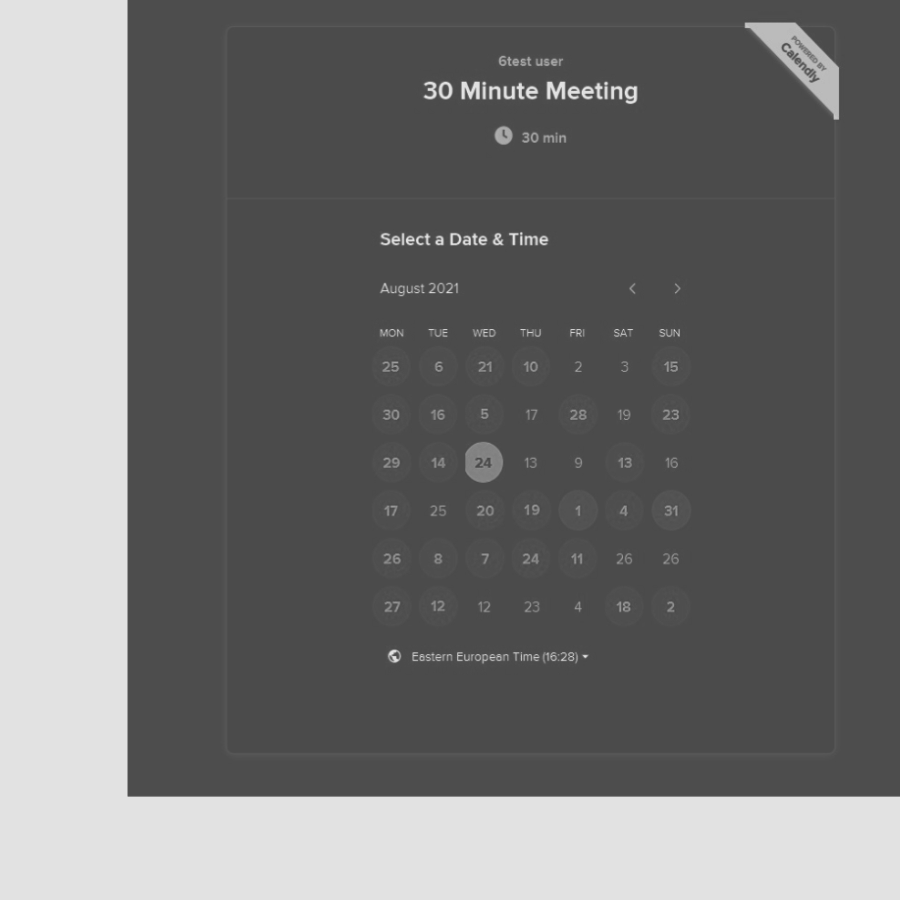 POWERED BY
Calendly
6test user
30 Minute Meeting
30 min
Select a Date & Time
August 2021
MON TUE WED THU FRI SAT SUN
25 6 21 10 2 3 15
30 16 5 17 28 19 23
29 14 24 13 9 13 16
17 25 20 19 1 4 31
26 8 7 24 11 26 26
27 12 12 23 4 18 2
Eastern European Time (16:28)